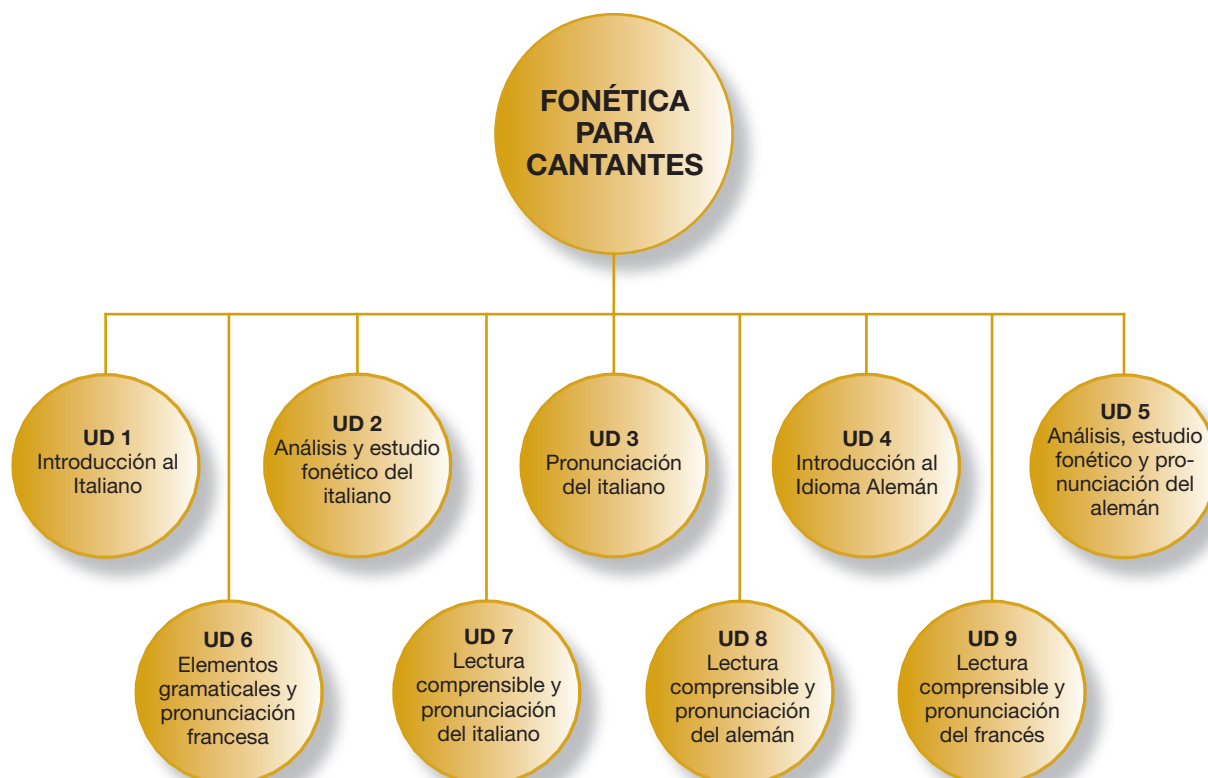 FONÉTICA
PARA
CANTANTES
UD 1
Introducción al
Italiano
UD 2
Análisis y estudio
fonético del
italiano
UD 3
Pronunciación
del italiano
UD 4
Introducción al
Idioma Alemán
UD 5
Análisis, estudio
fonético y pro-
nunciación del
alemán
UD 6
Elementos
gramaticales y
pronunciación
francesa
UD 7
Lectura
comprensible y
pronunciación
del italiano
UD 8
Lectura
comprensible y
pronunciación
del alemán
UD 9
Lectura
comprensible y
pronunciación
del francés